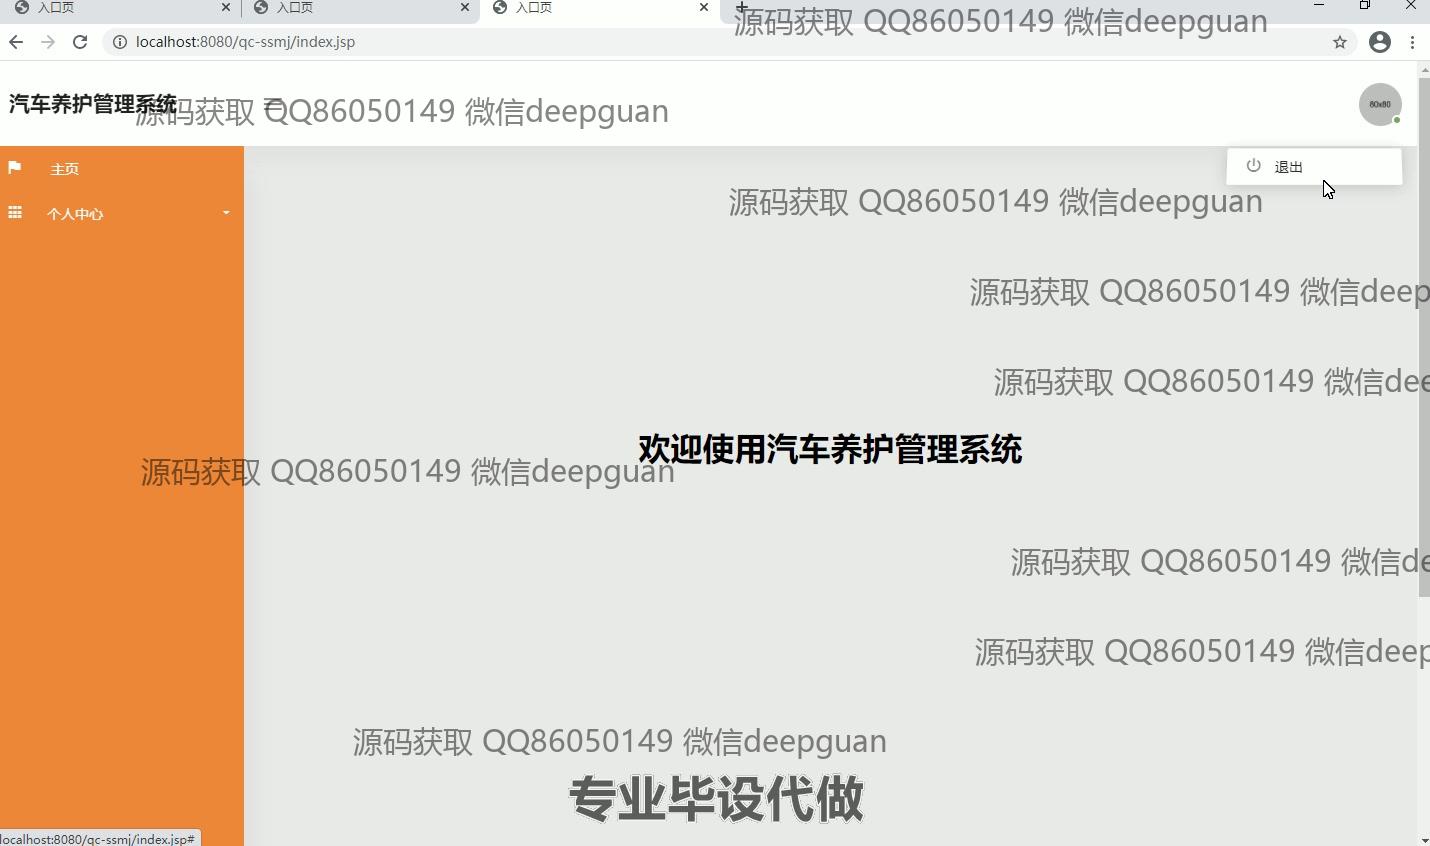 入口页
入口页
入口页
源码获取 QQ86050149 微信deepguan
localhost:8080/qc-ssmj/index.jsp
汽车养护管理系统
源码获取 QQ86050149 微信deepguan
80x80
主页
退出
源码获取 QQ86050149 微信deepguan
个人中心
源码获取 QQ86050149 微信deep
源码获取 QQ86050149 微信dee
欢迎使用汽车养护管理系统
源码获取 QQ86050149 微信deepguan
源码获取 QQ86050149 微信de
源码获取 QQ86050149 微信deep
源码获取 QQ86050149 微信deepguan
专业毕设代做
localhost:8080/qc-ssmj/index.jsp#